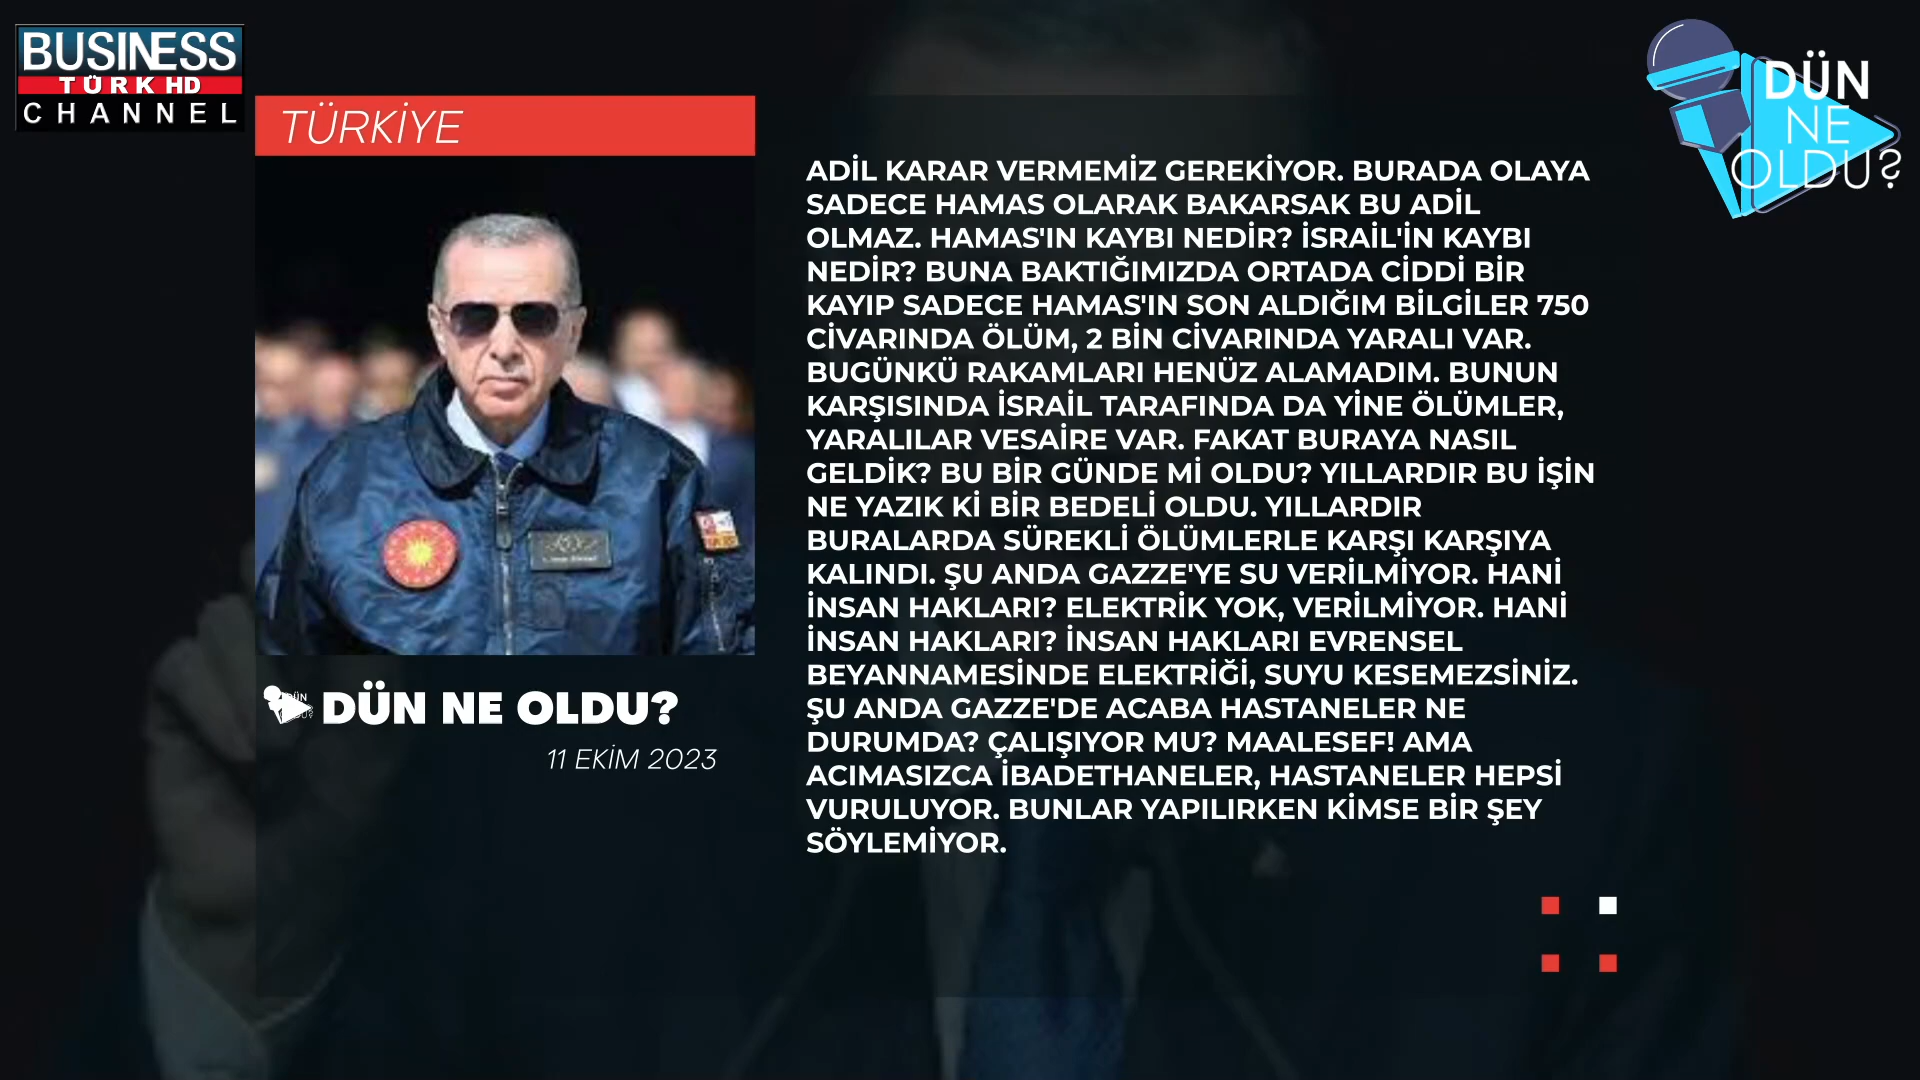 BUSINESS
TÜRK HD
CHANNEL
DÜN
NE
OLDU?
TÜRKİYE
ADİL KARAR VERMEMİZ GEREKİYOR. BURADA OLAYA
SADECE HAMAS OLARAK BAKARSAK BU ADİL
OLMAZ. HAMAS'IN KAYBI NEDİR? İSRAİL'İN KAYBI
NEDİR? BUNA BAKTIĞIMIZDA ORTADA CİDDİ BİR
KAYIP SADECE HAMAS'IN SON ALDIĞIM BİLGİLER 750
CİVARINDA ÖLÜM, 2 BİN CİVARINDA YARALI VAR.
BUGÜNKÜ RAKAMLARI HENÜZ ALAMADIM. BUNUN
KARŞISINDA İSRAİL TARAFINDA DA YİNE ÖLÜMLER,
YARALILAR VESAİRE VAR. FAKAT BURAYA NASIL
GELDİK? BU BİR GÜNDE Mİ OLDU? YILLARDIR BU İŞİN
NE YAZIK Kİ BİR BEDELİ OLDU. YILLARDIR
BURALARDA SÜREKLİ ÖLÜMLERLE KARŞI KARŞIYA
KALINDI. ŞU ANDA GAZZE'YE SU VERİLMİYOR. HANİ
İNSAN HAKLARI? ELEKTRİK YOK, VERİLMİYOR. HANİ
İNSAN HAKLARI? İNSAN HAKLARI EVRENSEL
BEYANNAMESİNDE ELEKTRİĞİ, SUYU KESEMEZSİNİZ.
ŞU ANDA GAZZE'DE ACABA HASTANELER NE
DURUMDA? ÇALIŞIYOR MU? MAALESEF! AMA
ACIMASIZCA İBADETHANELER, HASTANELER HEPSİ
VURULUYOR. BUNLAR YAPILIRKEN KİMSE BİR ŞEY
SÖYLEMİYOR.
DÜN NE OLDU?
11 EKİM 2023